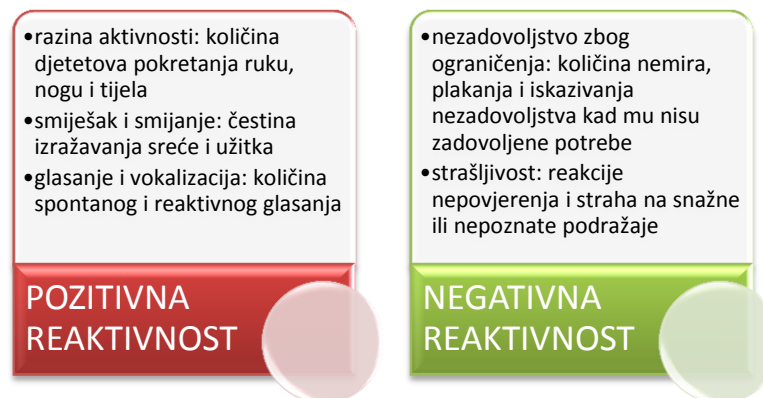 •razina aktivnosti: količina
djetetova pokretanja ruku,
nogu i tijela
•smiješak i smijanje: čestina
izražavanja sreće i užitka
•glasanje i vokalizacija: količina
spontanog i reaktivnog glasanja
POZITIVNA
REAKTIVNOST
•nezadovoljstvo zbog
ograničenja: količina nemira,
plakanja i iskazivanja
nezadovoljstva kad mu nisu
zadovoljene potrebe
•strašljivost: reakcije
nepovjerenja i straha na snažne
ili nepoznate podražaje
NEGATIVNA
REAKTIVNOST